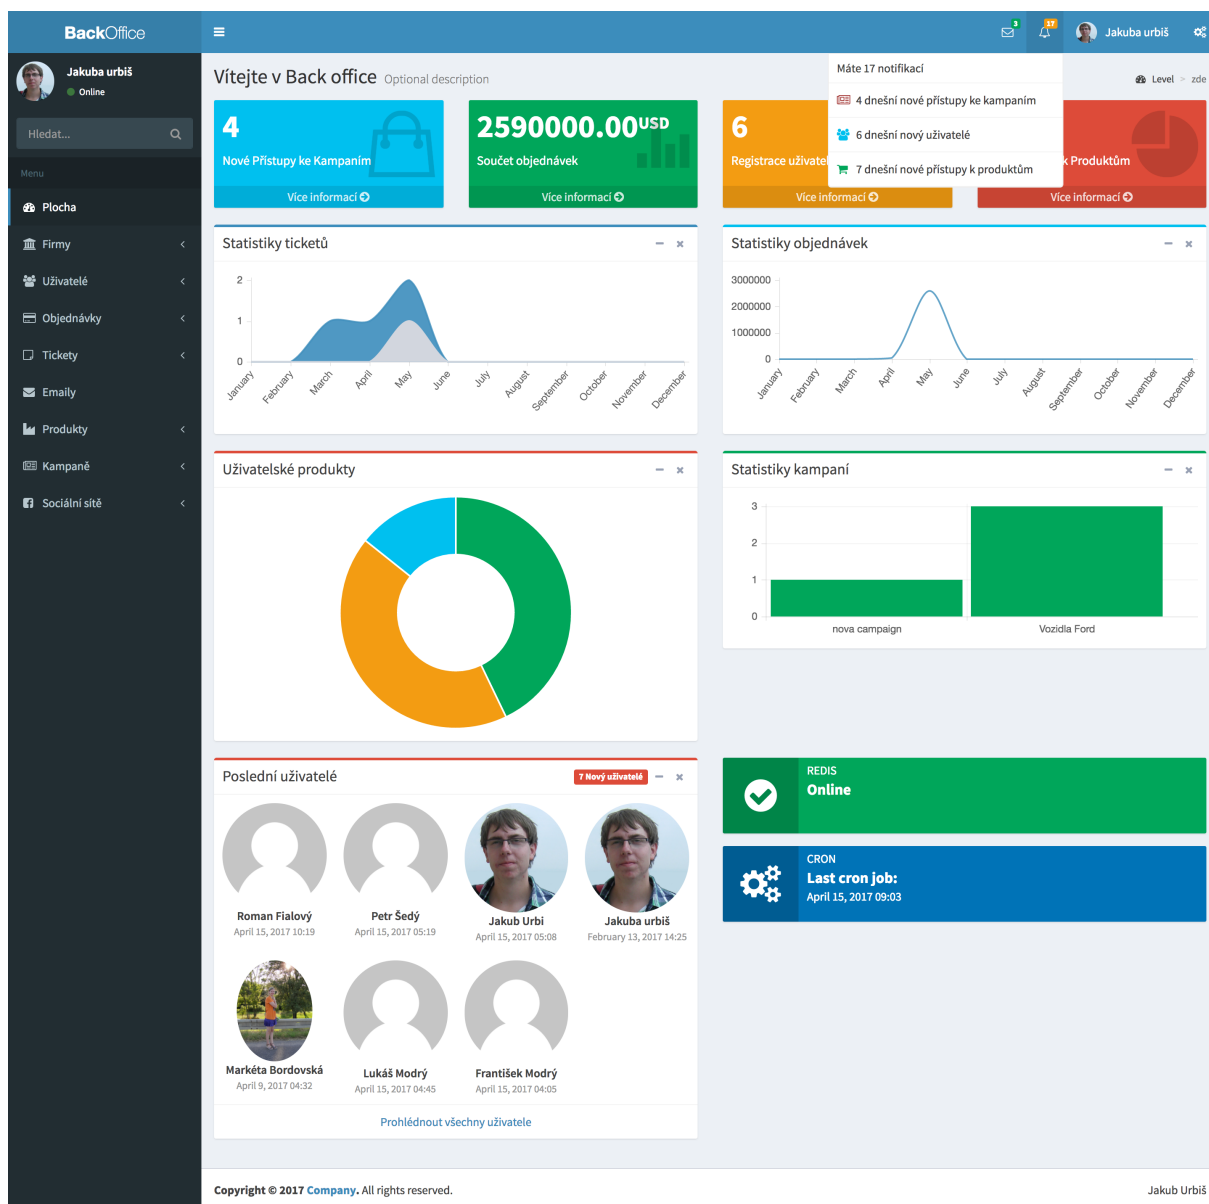 BackOffice
3
17
Jakuba urbiš
Jakuba urbiš
Online
Hledat...
Menu
Plocha
Firmy
Uživatelé
Objednávky
Tickety
Emaily
Produkty
Kampaně
Sociální sítě
Vítejte v Back office Optional description
Level > zde
Máte 17 notifikací
4 dnešní nové přístupy ke kampaním
6 dnešní nový uživatelé
7 dnešní nové přístupy k produktům
4
Nové Přístupy ke Kampaním
Více informací
2590000.00USD
Součet objednávek
Více informací
6
Registrace uživatel
Více informací
k Produktům
Více informací
Statistiky ticketů
2
1
0
January
February
March
April
May
June
July
August
September
October
November
December
Statistiky objednávek
3000000
2000000
1000000
0
January
February
March
April
May
June
July
August
September
October
November
December
Uživatelské produkty
Statistiky kampaní
3
2
1
0
nova campaign
Vozidla Ford
Poslední uživatelé
7 Nový uživatelé
Roman Fialový
April 15, 2017 10:19
Petr Šedý
April 15, 2017 05:19
Jakub Urbi
April 15, 2017 05:08
Jakuba urbiš
February 13, 2017 14:25
Markéta Bordovská
April 9, 2017 04:32
Lukáš Modrý
April 15, 2017 04:45
František Modrý
April 15, 2017 04:05
Prohlédnout všechny uživatele
REDIS
Online
CRON
Last cron job:
April 15, 2017 09:03
Copyright © 2017 Company. All rights reserved.
Jakub Urbiš